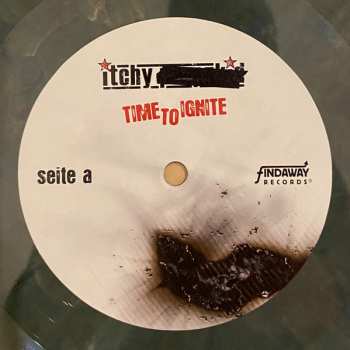 itchy
TIME TO IGNITE
seite a
FINDAWAY
RECORDS®